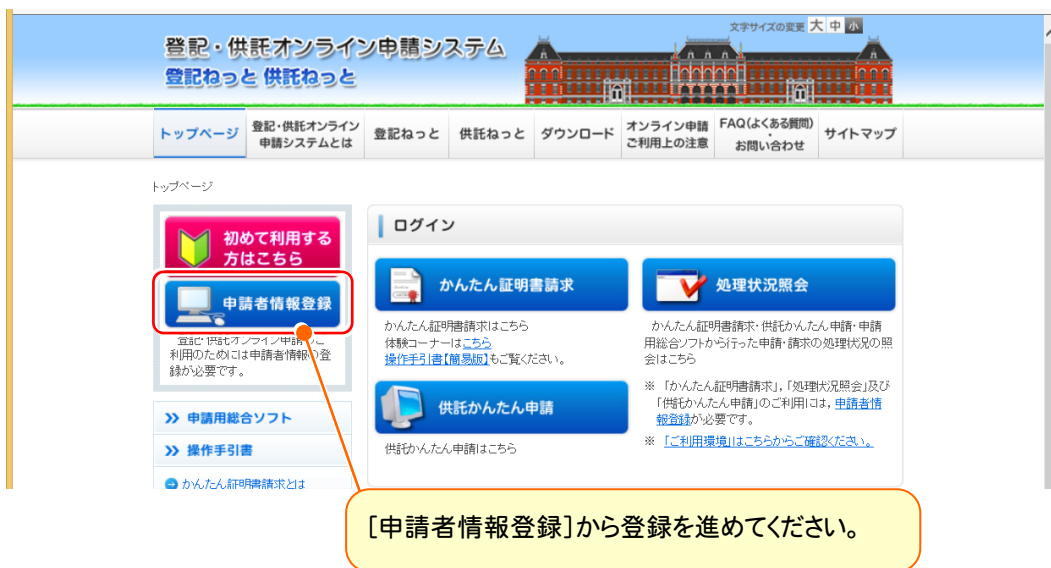 文字サイズの変更 大 中 小
登記・供託オンライン申請システム
登記ねっと 供託ねっと
トップページ
登記・供託オンライン
申請システムとは
登記ねっと
供託ねっと
ダウンロード
オンライン申請
ご利用上の注意
FAQ(よくある質問)
・
お問い合わせ
サイトマップ
トップページ
初めて利用する
方はこちら
申請者情報登録
登記・供託オンライン申請のご
利用のためには申請者情報の登
録が必要です。
申請用総合ソフト
操作手引書
かんたん証明書請求とは
ログイン
かんたん証明書請求
かんたん証明書請求はこちら
体験コーナーはこちら
操作手引書【簡易版】もご覧ください。
供託かんたん申請
供託かんたん申請はこちら
処理状況照会
かんたん証明書請求・供託かんたん申請・申請
用総合ソフトから行った申請・請求の処理状況の照
会はこちら
※ 「かんたん証明書請求」,「処理状況照会」及び
「供託かんたん申請」のご利用には,申請者情
報登録が必要です。
※ 「ご利用環境」はこちらからご確認ください。
[申請者情報登録]から登録を進めてください。